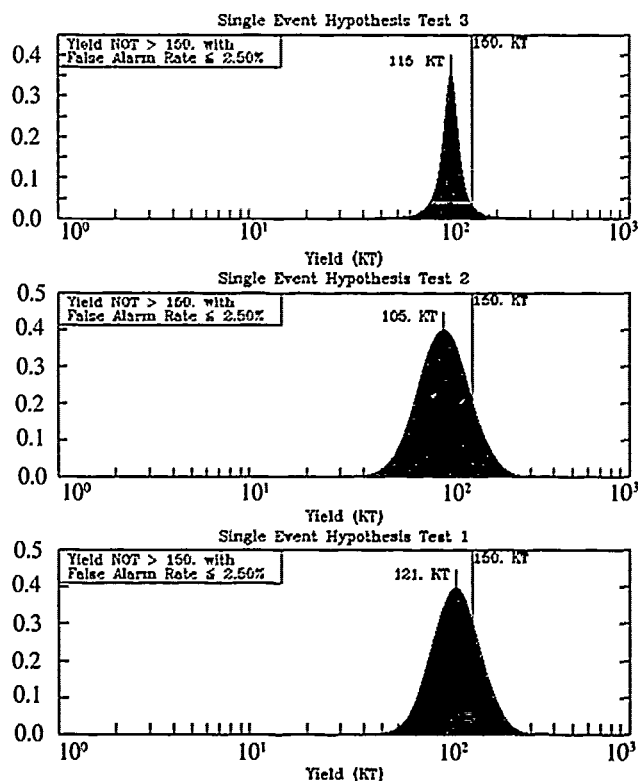 Single Event Hypothesis Test 3
Yield NOT > 150. with
False Alarm Rate ≤ 2.50%
115 KT
150. KT
0.4
0.3
0.2
0.1
0.0
10⁰ 10¹ 10² 10³
Yield (KT)
Single Event Hypothesis Test 2
Yield NOT > 150. with
False Alarm Rate ≤ 2.50%
105. KT
150. KT
0.5
0.4
0.3
0.2
0.1
0.0
10⁰ 10¹ 10² 10³
Yield (KT)
Single Event Hypothesis Test 1
Yield NOT > 150. with
False Alarm Rate ≤ 2.50%
121. KT
150. KT
0.5
0.4
0.3
0.2
0.1
0.0
10⁰ 10¹ 10² 10³
Yield (KT)